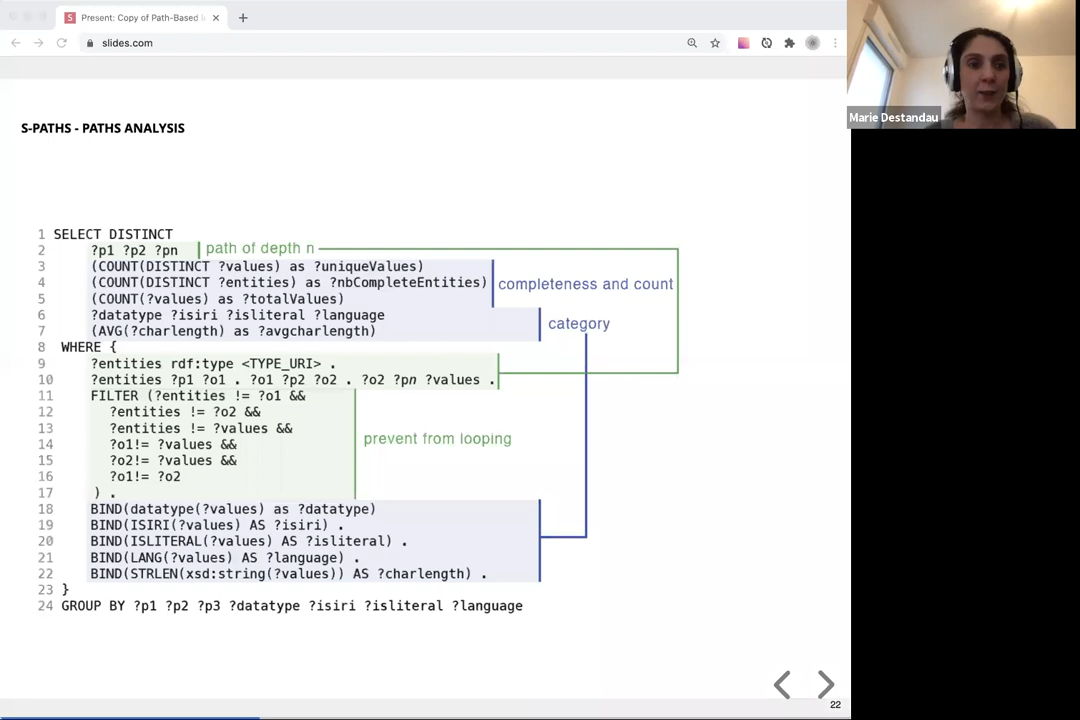 Present: Copy of Path-Based
slides.com
Marie Destandau
S-PATHS - PATHS ANALYSIS
1 SELECT DISTINCT
2 ?p1 ?p2 ?pn path of depth n
3 (COUNT(DISTINCT ?values) as ?uniqueValues)
4 (COUNT(DISTINCT ?entities) as ?nbCompleteEntities) completeness and count
5 (COUNT(?values) as ?totalValues)
6 ?datatype ?isiri ?isliteral ?language
7 (AVG(?charlength) as ?avgcharlength) category
8 WHERE {
9 ?entities rdf:type <TYPE_URI> .
10 ?entities ?p1 ?o1 . ?o1 ?p2 ?o2 . ?o2 ?pn ?values .
11 FILTER (?entities != ?o1 &&
12 ?entities != ?o2 &&
13 ?entities != ?values &&
14 ?o1!= ?values && prevent from looping
15 ?o2!= ?values &&
16 ?o1!= ?o2
17 ) .
18 BIND(datatype(?values) as ?datatype)
19 BIND(ISIRI(?values) AS ?isiri) .
20 BIND(ISLITERAL(?values) AS ?isliteral) .
21 BIND(LANG(?values) AS ?language) .
22 BIND(STRLEN(xsd:string(?values)) AS ?charlength) .
23 }
24 GROUP BY ?p1 ?p2 ?p3 ?datatype ?isiri ?isliteral ?language
22